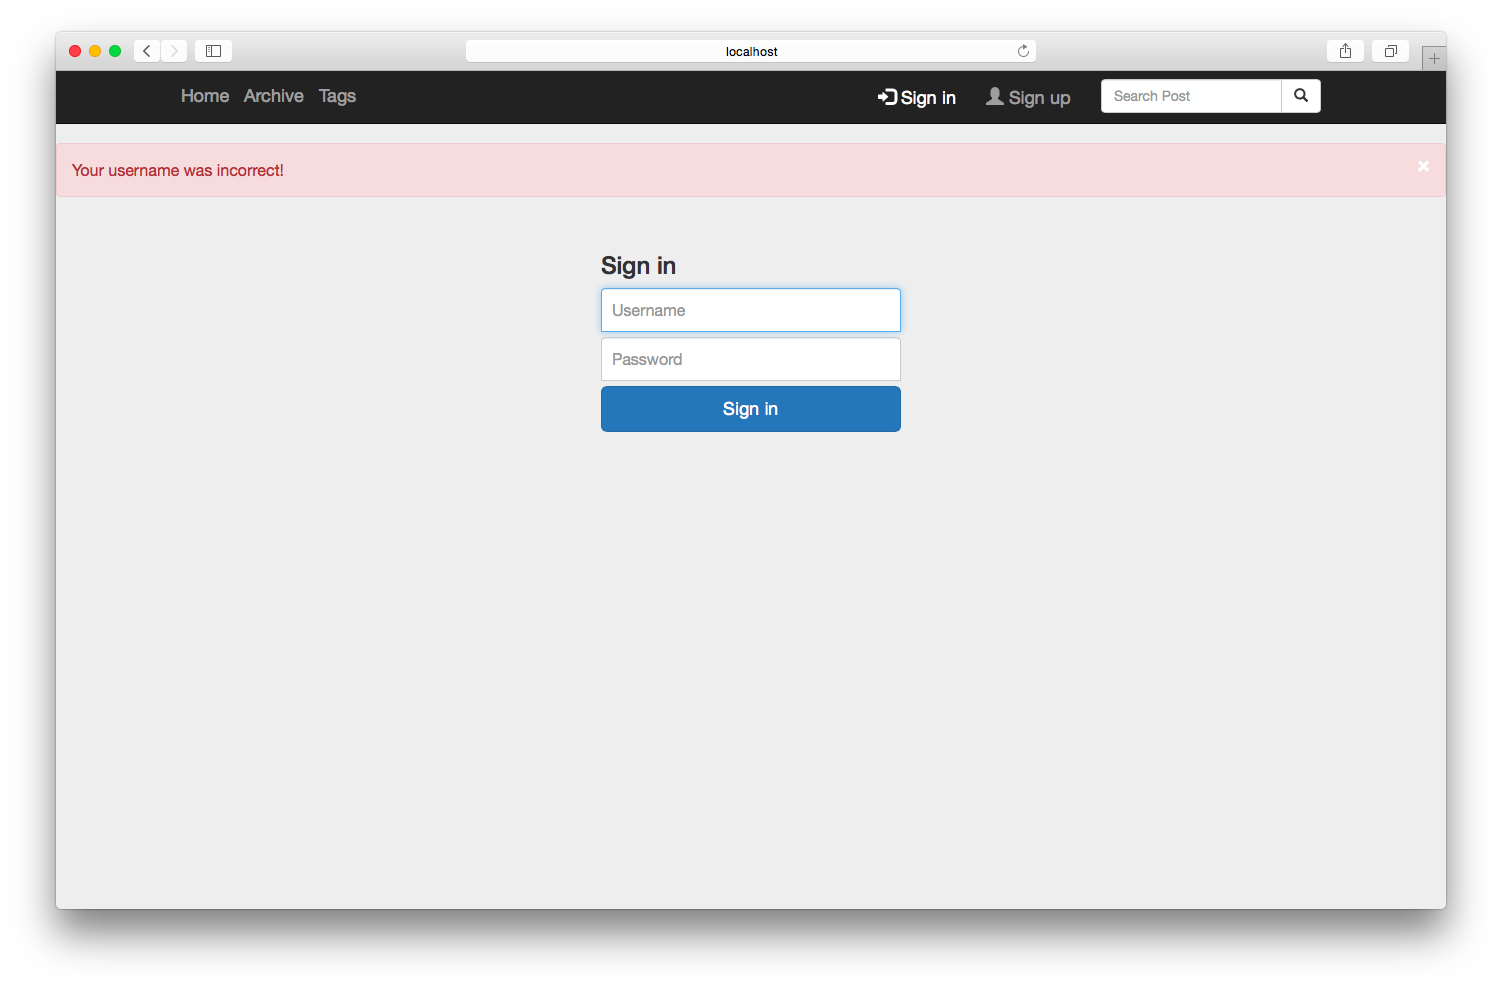 localhost
Home Archive Tags Sign in Sign up Search Post
Your username was incorrect!
Sign in
Username
Password
Sign in